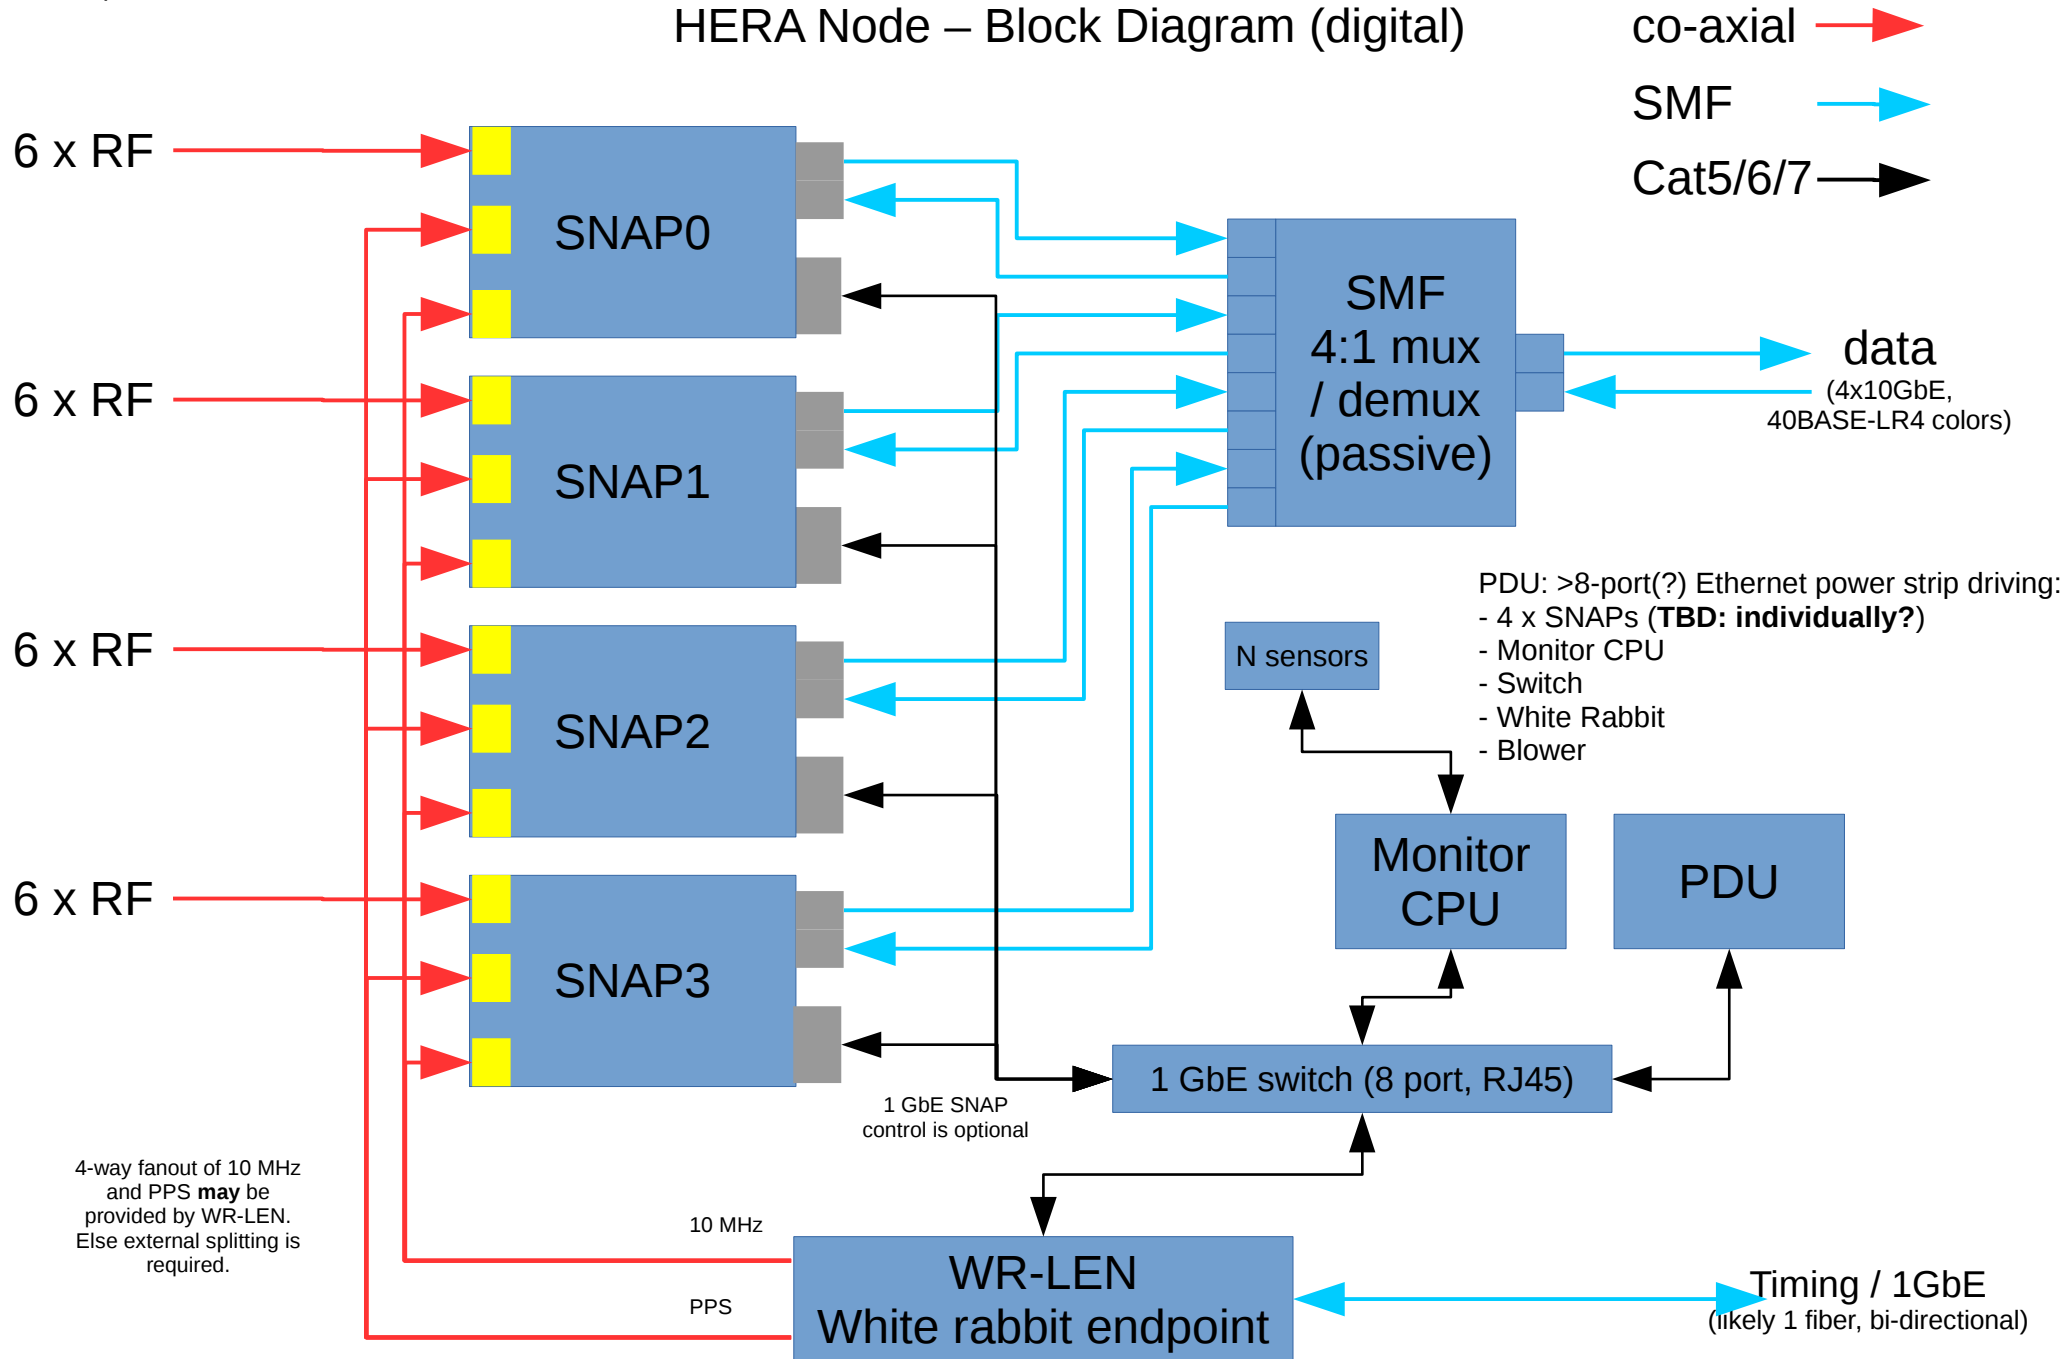 HERA Node – Block Diagram (digital)
co-axial
SMF
Cat5/6/7
6 x RF
SNAP0
6 x RF
SNAP1
6 x RF
SNAP2
6 x RF
SNAP3
SMF
4:1 mux
/ demux
(passive)
data
(4x10GbE,
40BASE-LR4 colors)
PDU: >8-port(?) Ethernet power strip driving:
- 4 x SNAPs (TBD: individually?)
- Monitor CPU
- Switch
- White Rabbit
- Blower
N sensors
Monitor
CPU
PDU
1 GbE switch (8 port, RJ45)
1 GbE SNAP
control is optional
4-way fanout of 10 MHz
and PPS may be
provided by WR-LEN.
Else external splitting is
required.
10 MHz
PPS
WR-LEN
White rabbit endpoint
Timing / 1GbE
(likely 1 fiber, bi-directional)